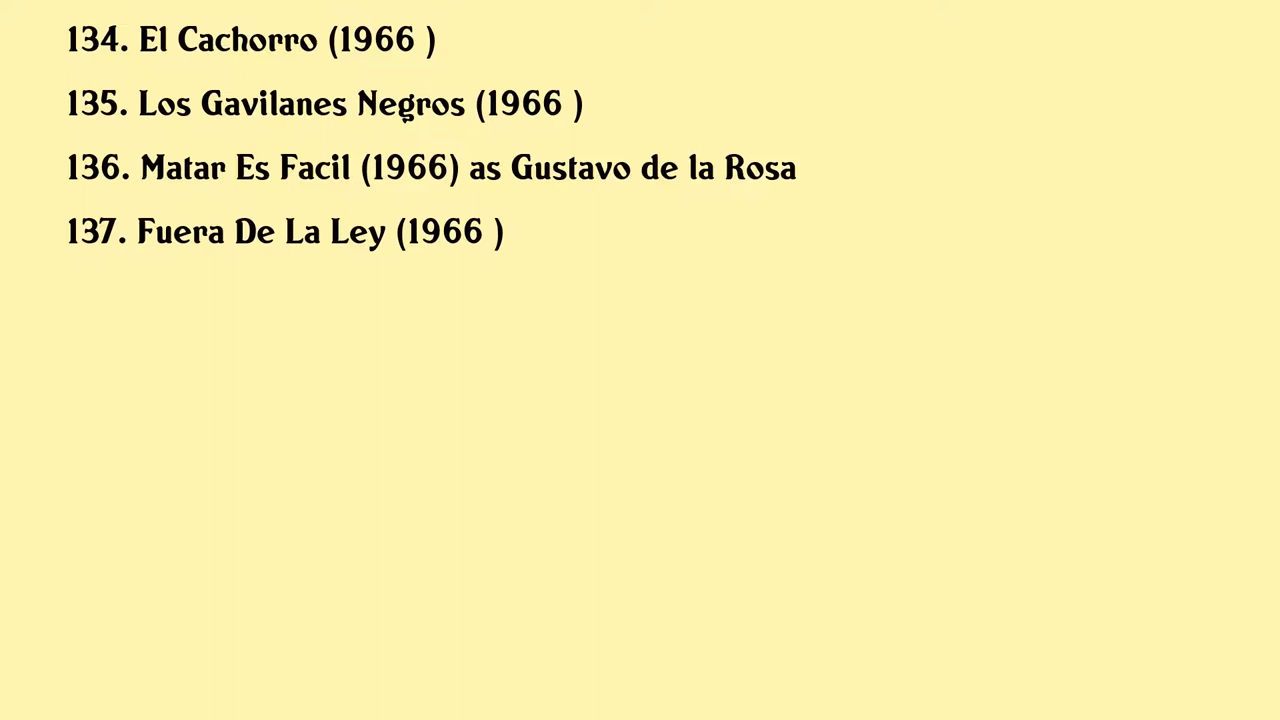 134. El Cachorro (1966 )
135. Los Gavilanes Negros (1966 )
136. Matar Es Facil (1966) as Gustavo de la Rosa
137. Fuera De La Ley (1966 )